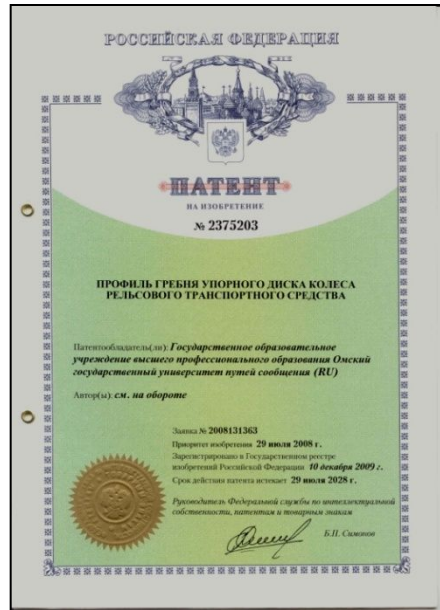 РОССИЙСКАЯ ФЕДЕРАЦИЯ
ПАТЕНТ
НА ИЗОБРЕТЕНИЕ
№ 2375203
ПРОФИЛЬ ГРЕБНЯ УПОРНОГО ДИСКА КОЛЕСА
РЕЛЬСОВОГО ТРАНСПОРТНОГО СРЕДСТВА
Патентообладатель(ли): Государственное образовательное
учреждение высшего профессионального образования Омский
государственный университет путей сообщения (RU)
Автор(ы): см. на обороте
Заявка № 2008131363
Приоритет изобретения 29 июля 2008 г.
Зарегистрировано в Государственном реестре
изобретений Российской Федерации 10 декабря 2009 г.
Срок действия патента истекает 29 июля 2028 г.
Руководитель Федеральной службы по интеллектуальной
собственности, патентам и товарным знакам
Б.П. Симонов